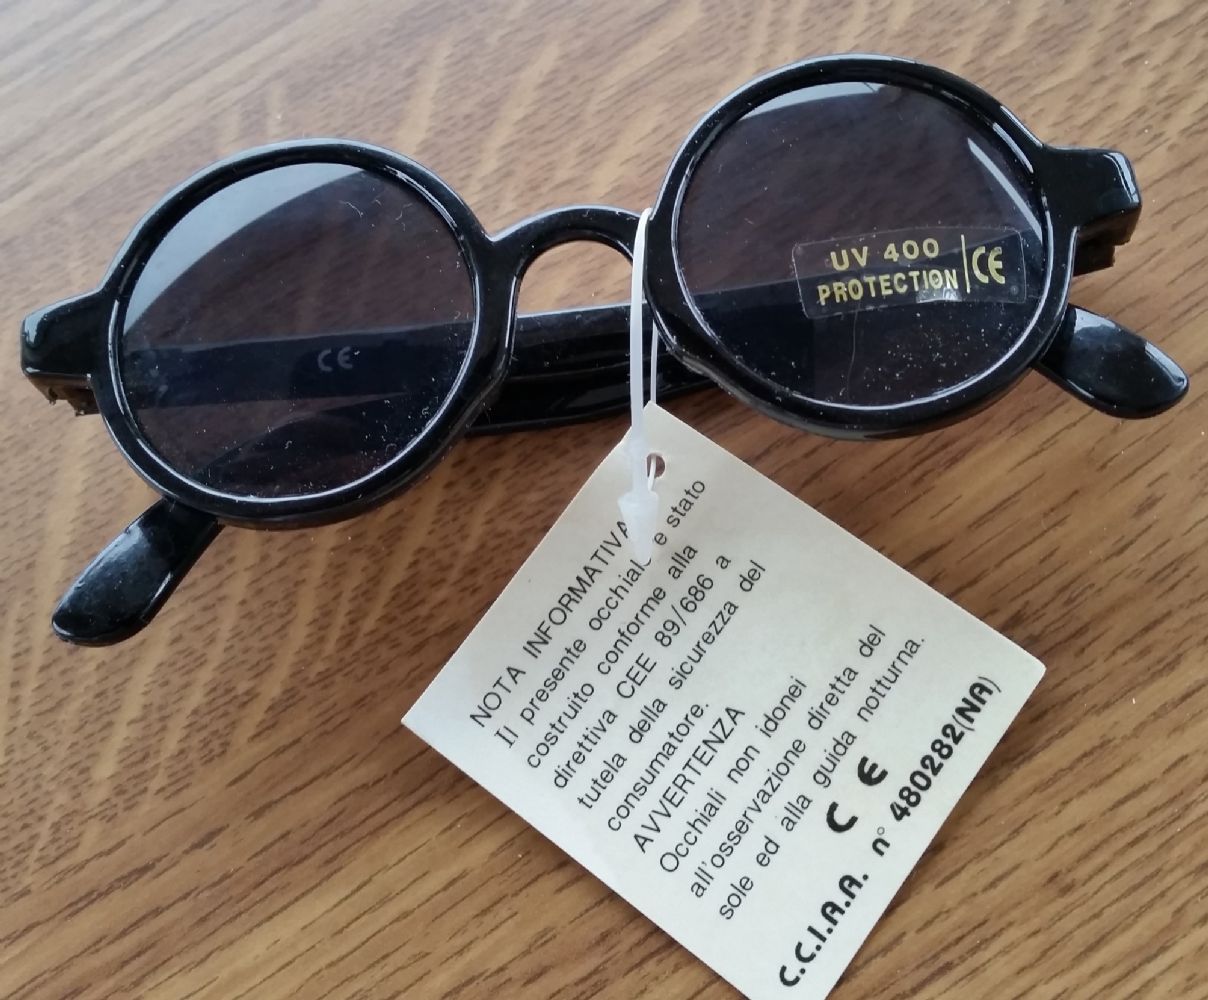 UV 400
PROTECTION
CE
CE
NOTA INFORMATIVA
Il presente occhial e stato
costruito conforme alla
direttiva CEE 89/686 a
tutela della sicurezza del
consumatore.
AVVERTENZA
Occhiali non idonei
all'osservazione diretta del
sole ed alla guida notturna.
CE
C.C.I.A.A. n° 480282(NA)